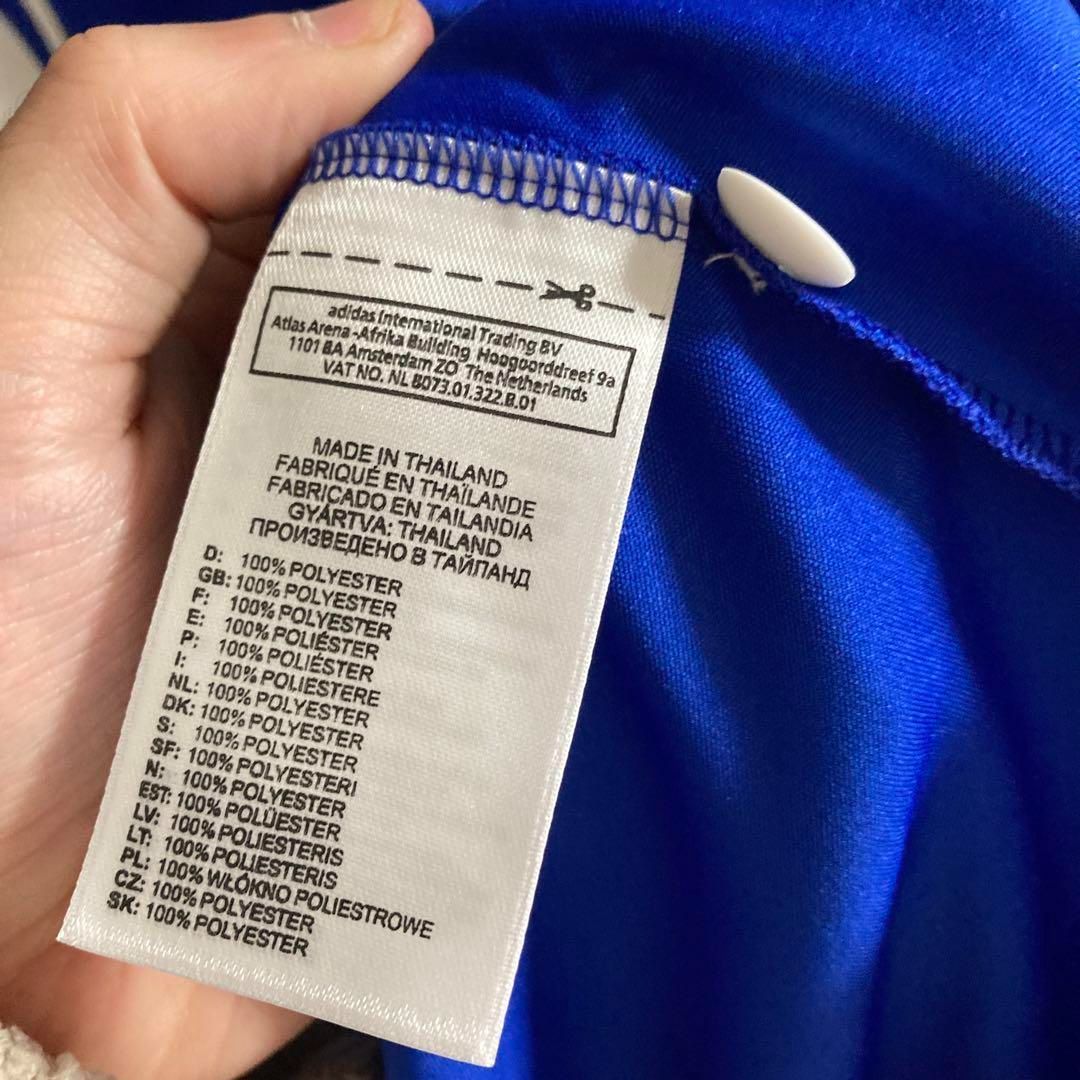 adidas International Trading BV
Atlas Arena-Afrika Building Hoogoorddreef 9a
1101 BA Amsterdam ZO The Netherlands
VAT NO. NL 8073.01.322.B.01
MADE IN THAILAND
FABRIQUÉ EN THAÏLANDE
FABRICADO EN TAILANDIA
GYÁRTVA: THAILAND
ПРОИЗВЕДЕНО В ТАЙЛАНД
D: 100% POLYESTER
GB: 100% POLYESTER
F: 100% POLYESTER
E: 100% POLIÉSTER
P: 100% POLIÉSTER
I: 100% POLIESTERE
NL: 100% POLYESTER
DK: 100% POLYESTER
S: 100% POLYESTER
SF: 100% POLYESTERI
N: 100% POLYESTER
EST: 100% POLÜESTER
LV: 100% POLIESTERIS
LT: 100% POLIESTERIS
PL: 100% WŁÓKNO POLIESTROWE
CZ: 100% POLYESTER
SK: 100% POLYESTER